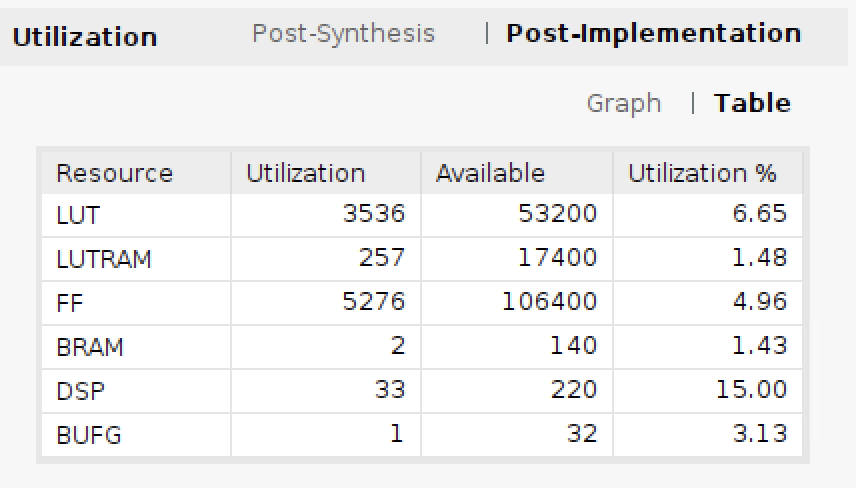 Utilization Post-Synthesis | Post-Implementation
Graph | Table
Resource Utilization Available Utilization %
LUT 3536 53200 6.65
LUTRAM 257 17400 1.48
FF 5276 106400 4.96
BRAM 2 140 1.43
DSP 33 220 15.00
BUFG 1 32 3.13